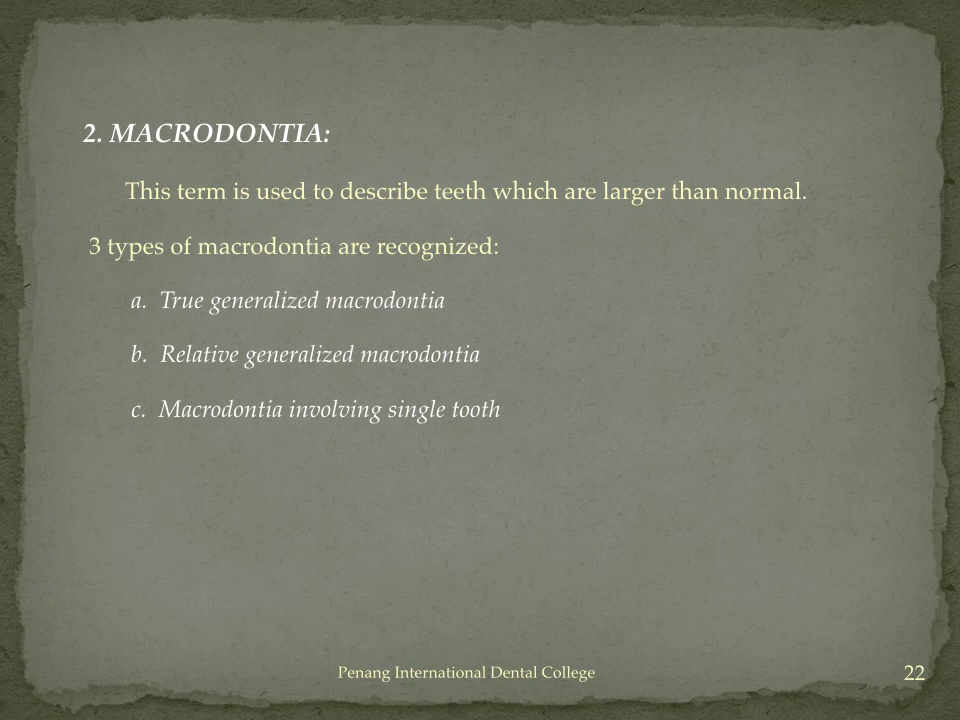 2. MACRODONTIA:
This term is used to describe teeth which are larger than normal.
3 types of macrodontia are recognized:
a. True generalized macrodontia
b. Relative generalized macrodontia
c. Macrodontia involving single tooth
Penang International Dental College
22